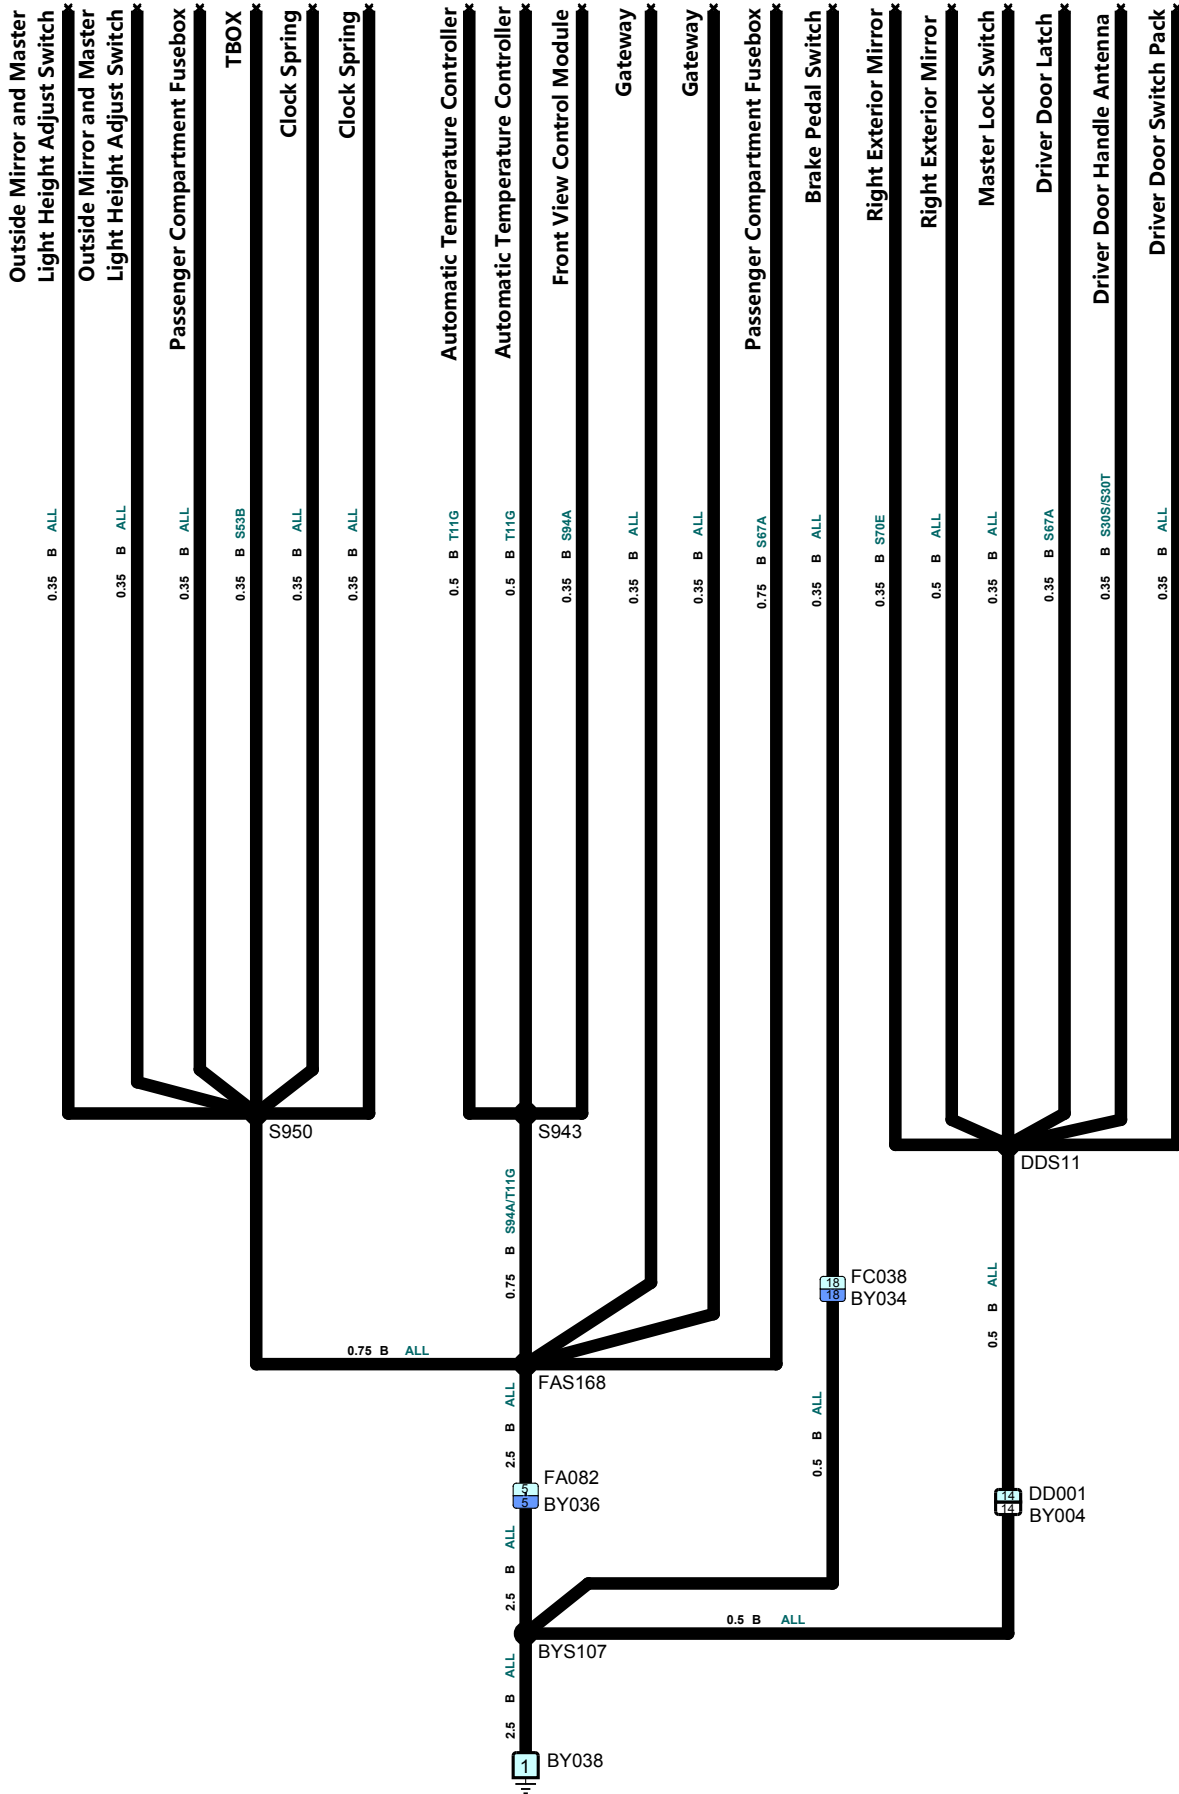 Outside Mirror and Master
Light Height Adjust Switch
Outside Mirror and Master
Light Height Adjust Switch
Passenger Compartment Fusebox
TBOX
Clock Spring
Clock Spring
Automatic Temperature Controller
Automatic Temperature Controller
Front View Control Module
Gateway
Gateway
Passenger Compartment Fusebox
Brake Pedal Switch
Right Exterior Mirror
Right Exterior Mirror
Master Lock Switch
Driver Door Latch
Driver Door Handle Antenna
Driver Door Switch Pack
0.35 B ALL
0.35 B ALL
0.35 B ALL
0.35 B S53B
0.35 B ALL
0.35 B ALL
0.5 B T11G
0.5 B T11G
0.35 B S94A
0.35 B ALL
0.35 B ALL
0.75 B S67A
0.35 B ALL
0.35 B S70E
0.5 B ALL
0.35 B ALL
0.35 B S67A
0.35 B S30S/S30T
0.35 B ALL
S950
S943
DDS11
0.75 B S94A/T11G
18 FC038
18 BY034
0.5 B ALL
0.75 B ALL
FAS168
2.5 B ALL
0.5 B ALL
5 FA082
5 BY036
14 DD001
14 BY004
2.5 B ALL
0.5 B ALL
BYS107
2.5 B ALL
1 BY038